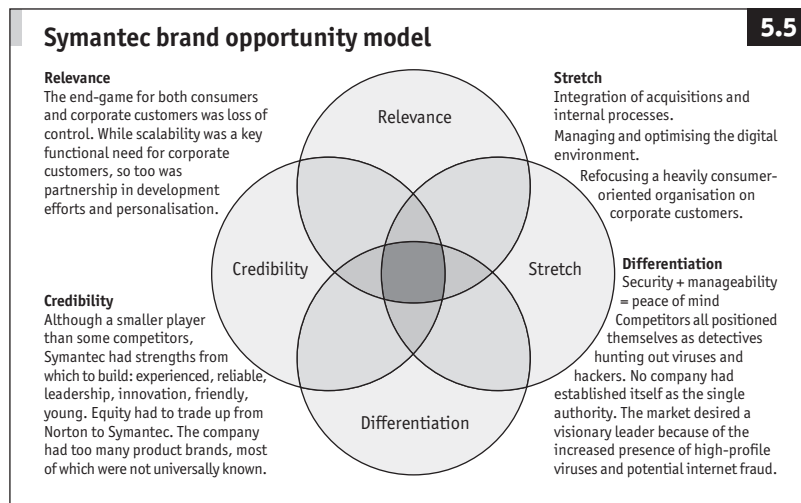 Symantec brand opportunity model
5.5
Relevance
The end-game for both consumers
and corporate customers was loss of
control. While scalability was a key
functional need for corporate
customers, so too was
partnership in development
efforts and personalisation.
Relevance
Stretch
Integration of acquisitions and
internal processes.
Managing and optimising the digital
environment.
Refocusing a heavily consumer-
oriented organisation on
corporate customers.
Credibility
Stretch
Credibility
Although a smaller player
than some competitors,
Symantec had strengths from
which to build: experienced, reliable,
leadership, innovation, friendly,
young. Equity had to trade up from
Norton to Symantec. The company
had too many product brands, most
of which were not universally known.
Differentiation
Differentiation
Security + manageability
= peace of mind
Competitors all positioned
themselves as detectives
hunting out viruses and
hackers. No company had
established itself as the single
authority. The market desired a
visionary leader because of the
increased presence of high-profile
viruses and potential internet fraud.